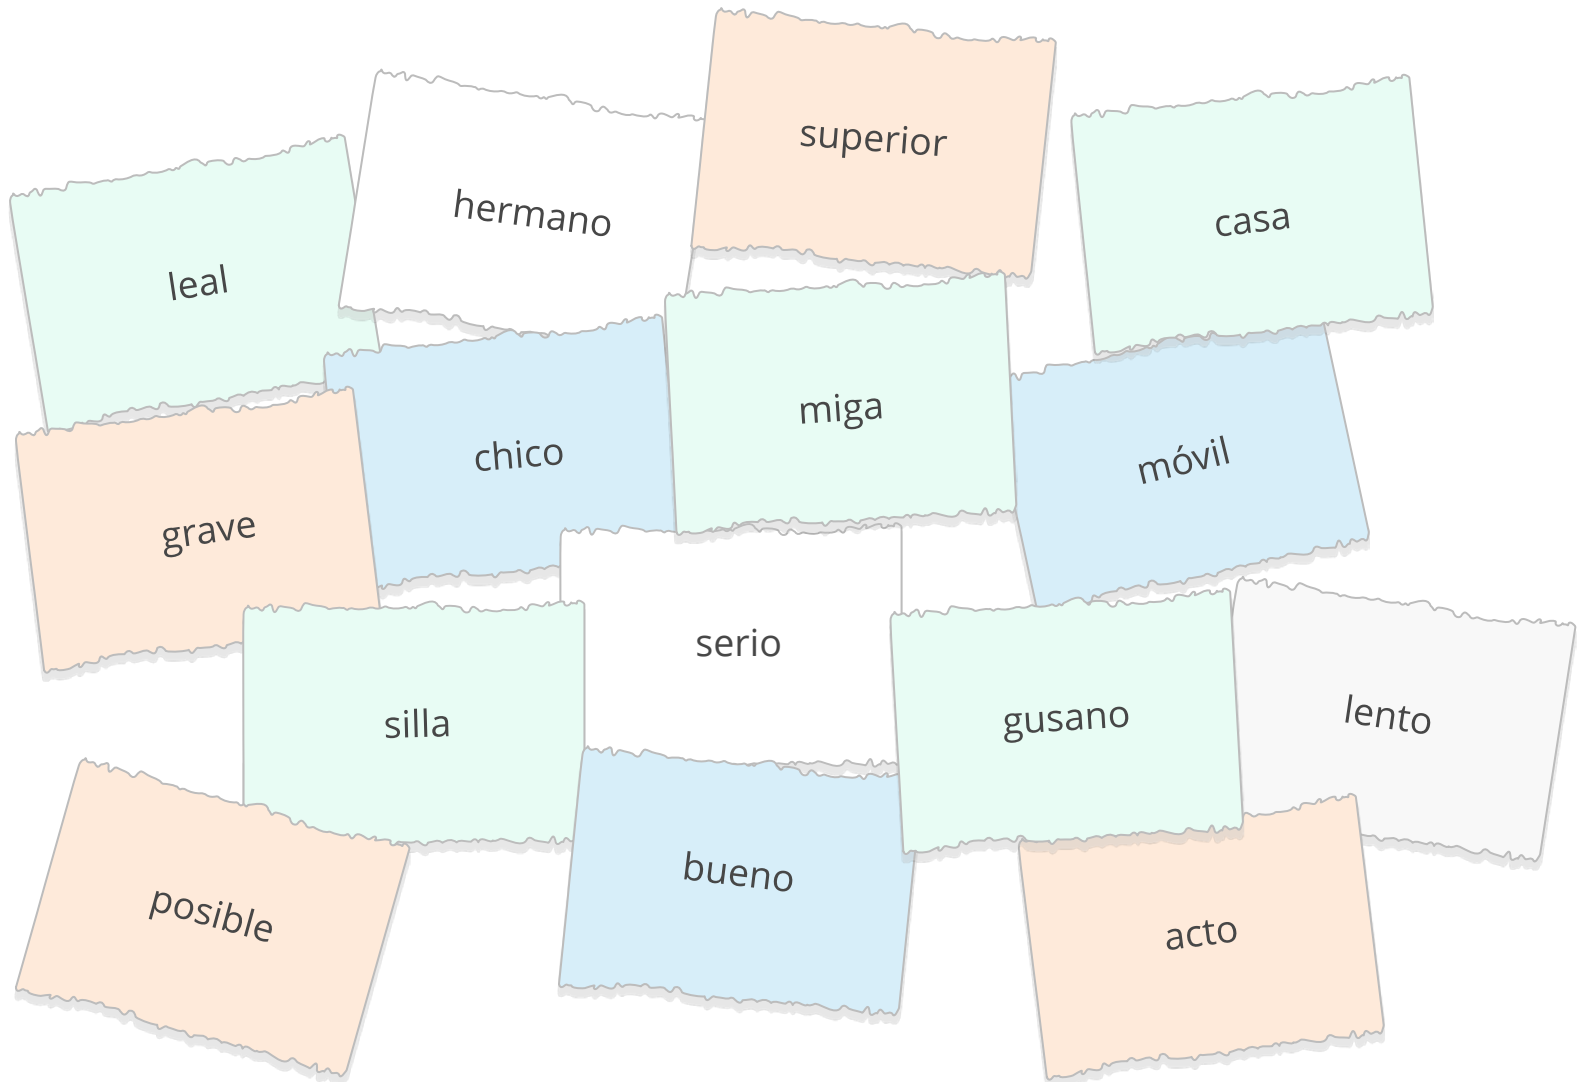 superior
hermano
casa
leal
miga
chico
móvil
grave
serio
silla
gusano
lento
bueno
posible
acto